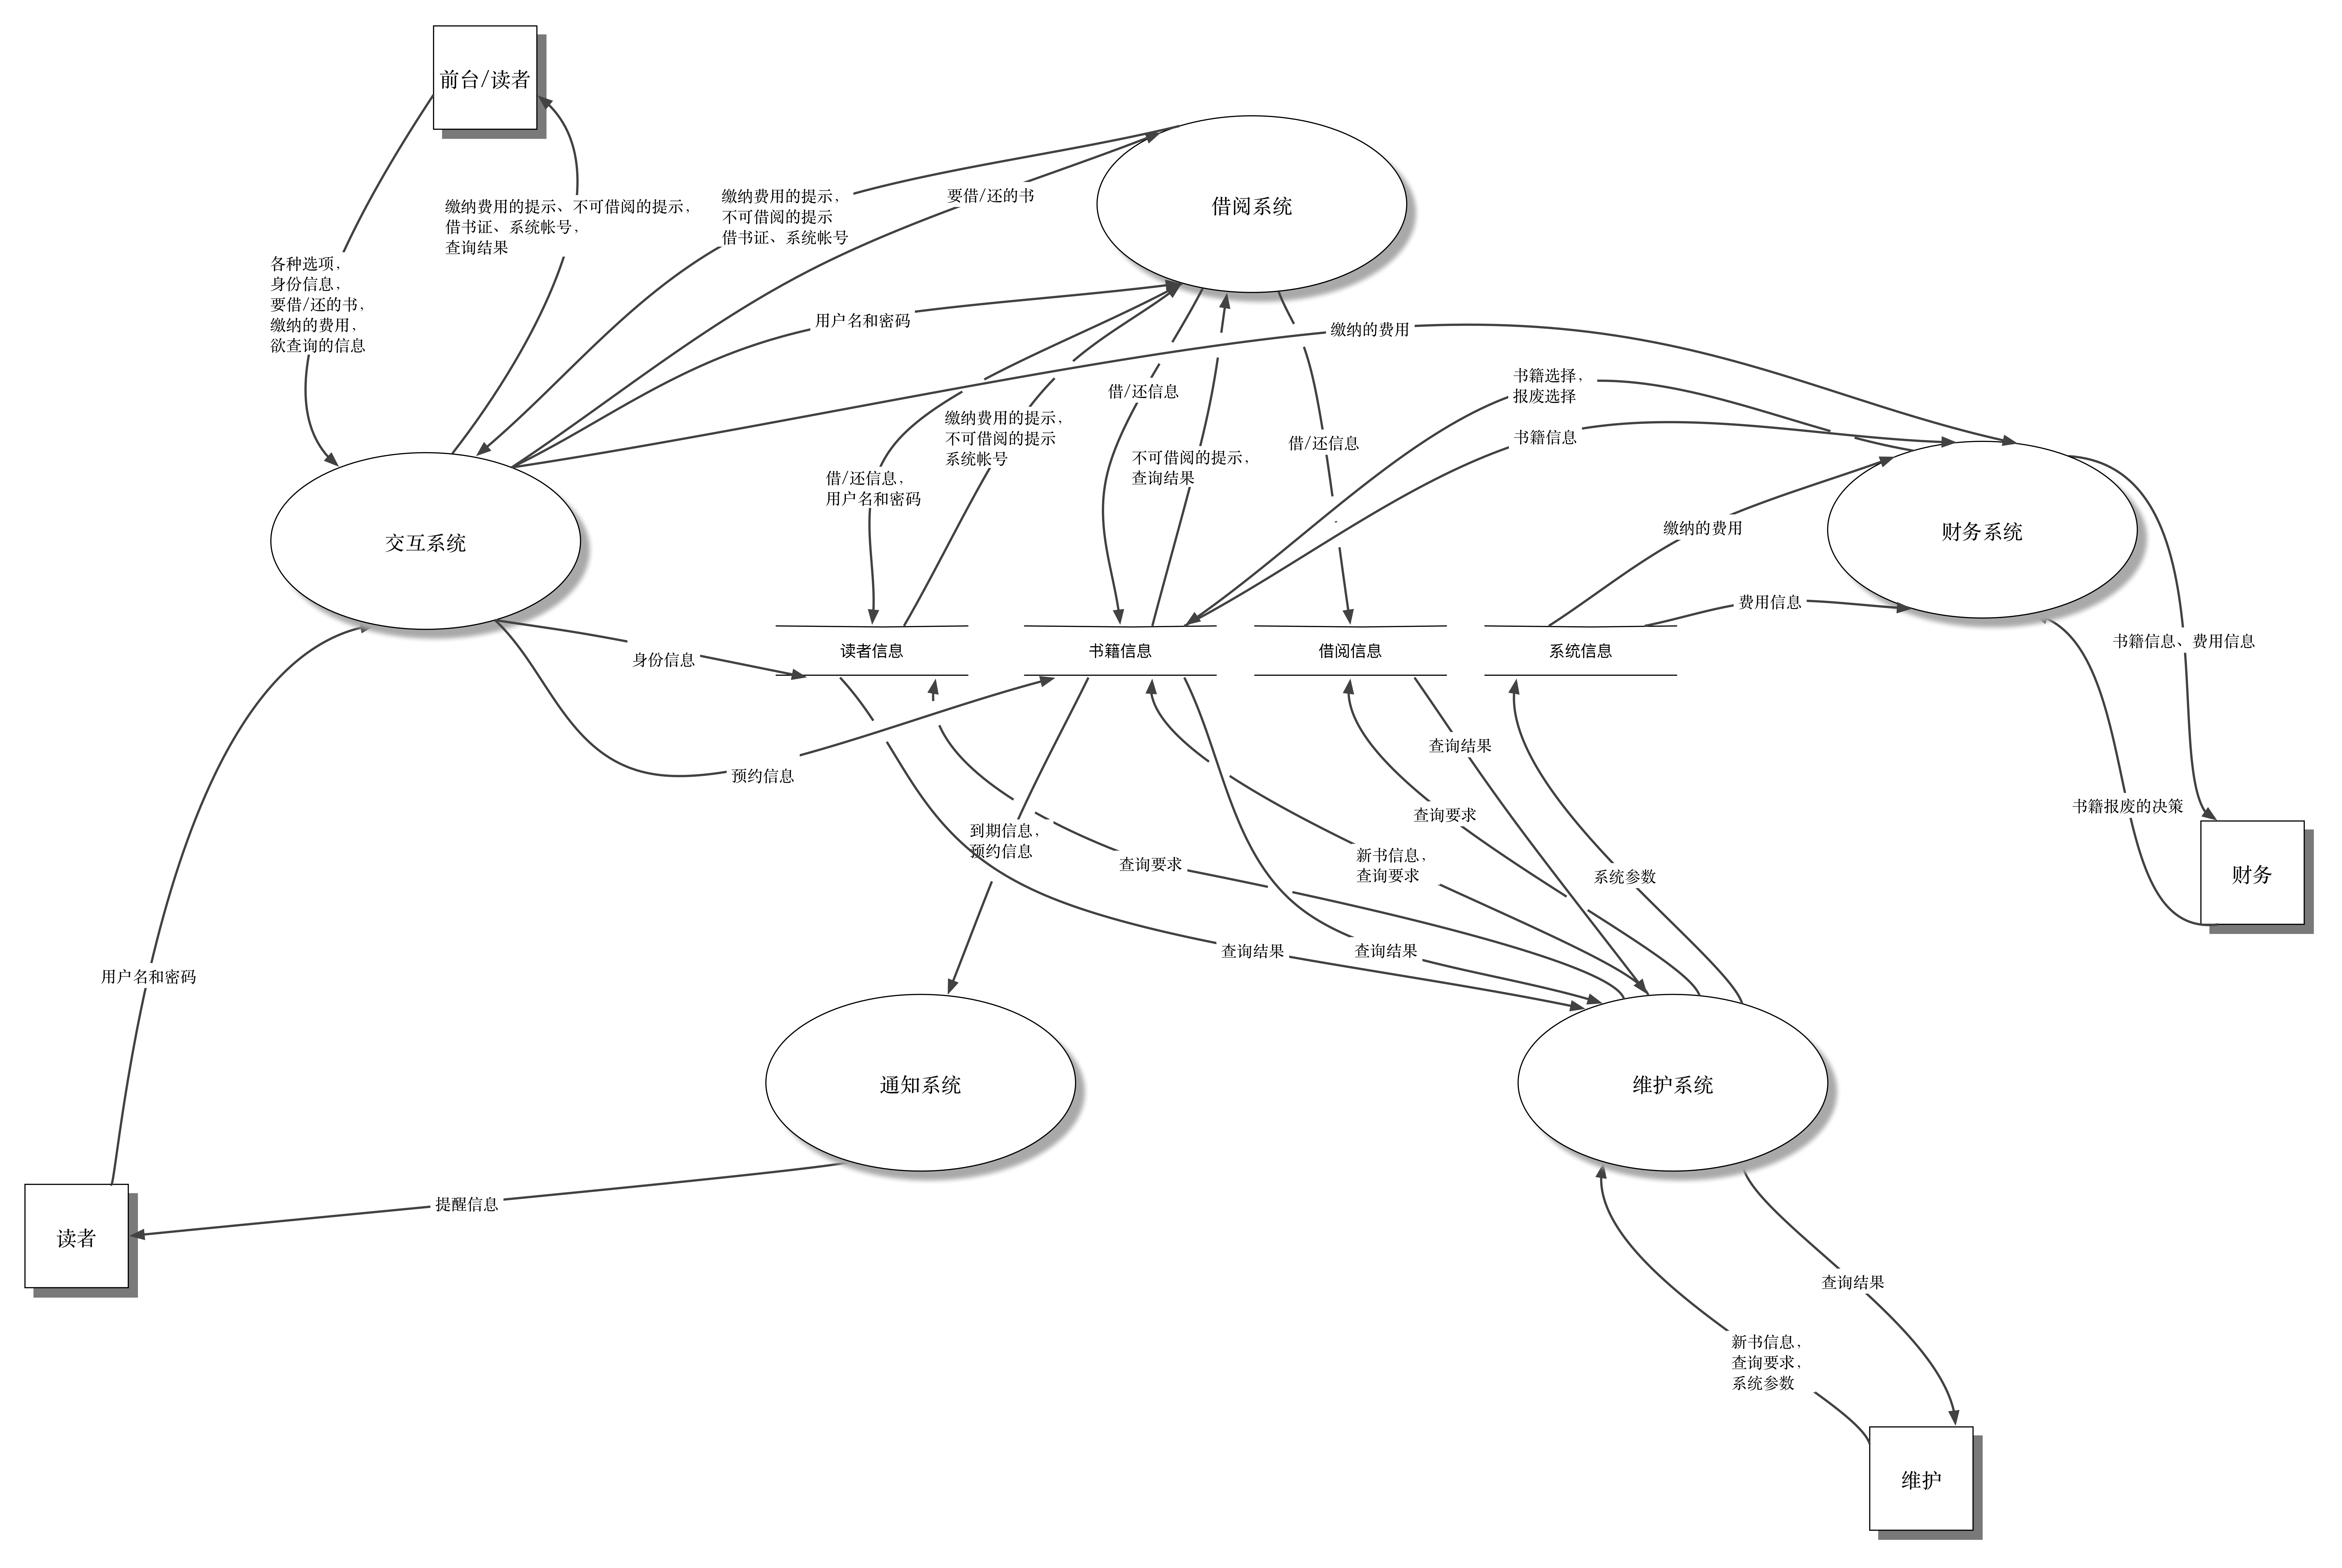 前台/读者
缴纳费用的提示、不可借阅的提示，
借书证、系统帐号，
查询结果
缴纳费用的提示，
不可借阅的提示
借书证、系统帐号
要借/还的书
借阅系统
各种选项，
身份信息，
要借/还的书，
缴纳的费用，
欲查询的信息
用户名和密码
缴纳的费用
借/还信息
书籍选择，
报废选择
缴纳费用的提示，
不可借阅的提示
系统帐号
借/还信息
书籍信息
借/还信息，
用户名和密码
不可借阅的提示，
查询结果
交互系统
缴纳的费用
财务系统
费用信息
身份信息
读者信息
书籍信息
借阅信息
系统信息
书籍信息、费用信息
预约信息
查询结果
到期信息，
预约信息
查询要求
查询要求
新书信息，
查询要求
系统参数
书籍报废的决策
财务
用户名和密码
查询结果
查询结果
通知系统
维护系统
提醒信息
读者
查询结果
新书信息，
查询要求，
系统参数
维护